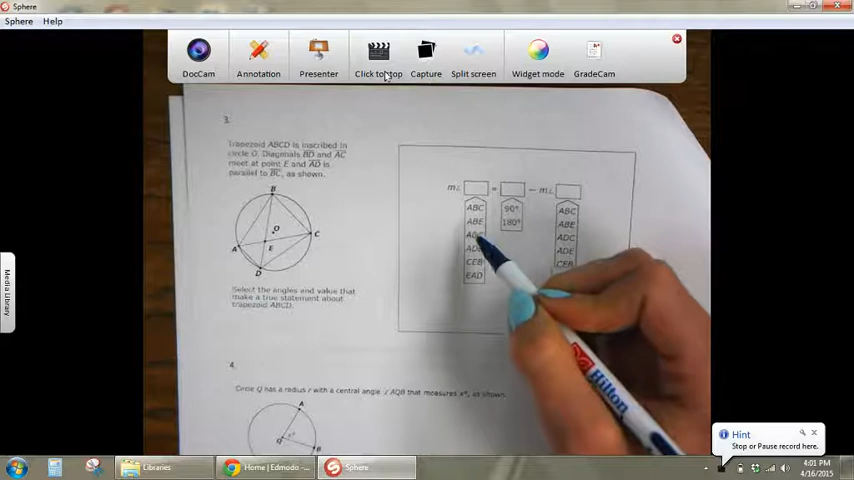 Sphere
Sphere Help
DocCam Annotation Presenter Click to stop Capture Split screen Widget mode GradeCam
3.
Trapezoid ABCD is inscribed in
circle O. Diagonals BD and AC
meet at point E and AD is
parallel to BC, as shown.
B
O
A
C
E
D
Select the angles and value that
make a true statement about
trapezoid ABCD.
m∠ = − m∠
ABC 90° ABC
ABE 180° ABE
ADC ADC
ADE ADE
CEB CEB
EAD
4.
Circle Q has a radius r with a central angle ∠ AQB that measures x°, as shown.
A
x°
Q
B
Hilton
Media Library
Hint
Stop or Pause record here.
Libraries
Home | Edmodo - ...
Sphere
4:01 PM
4/16/2015